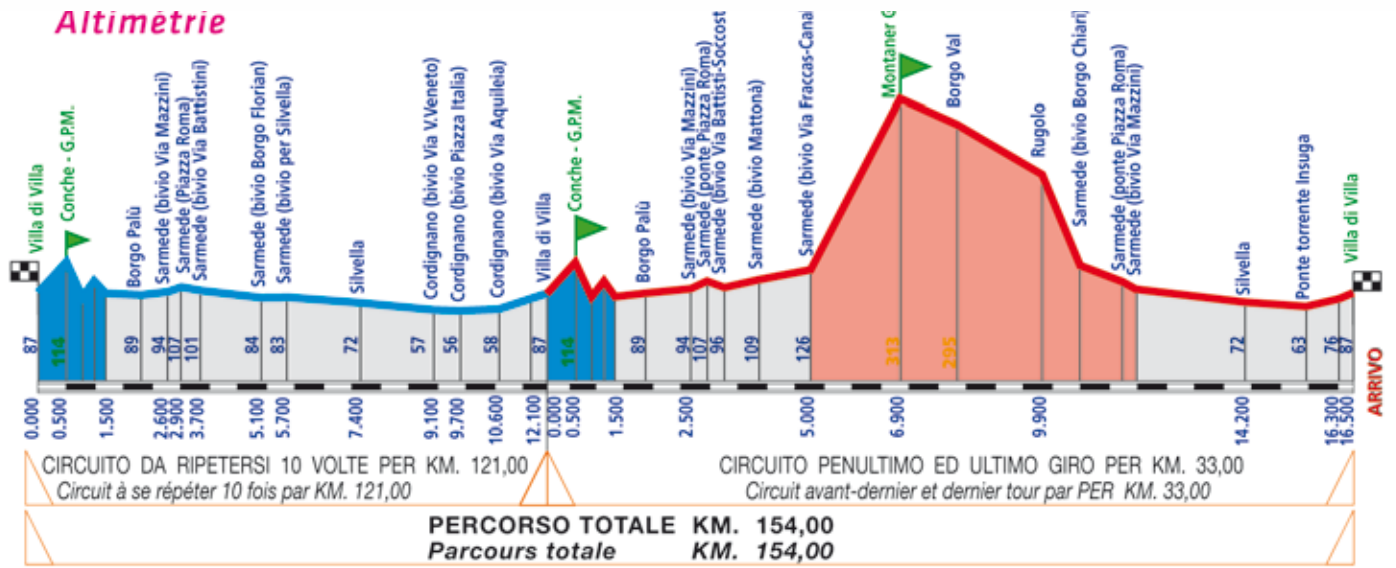 Altimétrie
Villa di Villa
Conche - G.P.M.
Borgo Palù
Sarmede (bivio Via Mazzini)
Sarmede (Piazza Roma)
Sarmede (bivio Via Battistini)
Sarmede (bivio Borgo Florian)
Sarmede (bivio per Silvella)
Silvella
Cordignano (bivio Via V.Veneto)
Cordignano (bivio Piazza Italia)
Cordignano (bivio Via Aquileia)
Villa di Villa
Conche - G.P.M.
Borgo Palù
Sarmede (bivio Via Mazzini)
Sarmede (ponte Piazza Roma)
Sarmede (bivio Via Battisti-Soccost
Sarmede (bivio Mattonà)
Sarmede (bivio Via Fraccas-Canal
Montaner G
Borgo Val
Rugolo
Sarmede (bivio Borgo Chiari)
Sarmede (ponte Piazza Roma)
Sarmede (bivio Via Mazzini)
Silvella
Ponte torrente Insuga
Villa di Villa
87 114 89 94 107 101 84 83 72 57 56 58 87 114 89 94 107 96 109 126 313 295 72 63 76 87
ARRIVO
0.000 0.500 1.500 2.600 2.900 3.700 5.100 5.700 7.400 9.100 9.700 10.600 12.100 0.000 0.500 1.500 2.500 5.000 6.900 9.900 14.200 16.300 16.500
CIRCUITO DA RIPETERSI 10 VOLTE PER KM. 121,00
Circuit à se répéter 10 fois par KM. 121,00
CIRCUITO PENULTIMO ED ULTIMO GIRO PER KM. 33,00
Circuit avant-dernier et dernier tour par PER KM. 33,00
PERCORSO TOTALE KM. 154,00
Parcours totale KM. 154,00